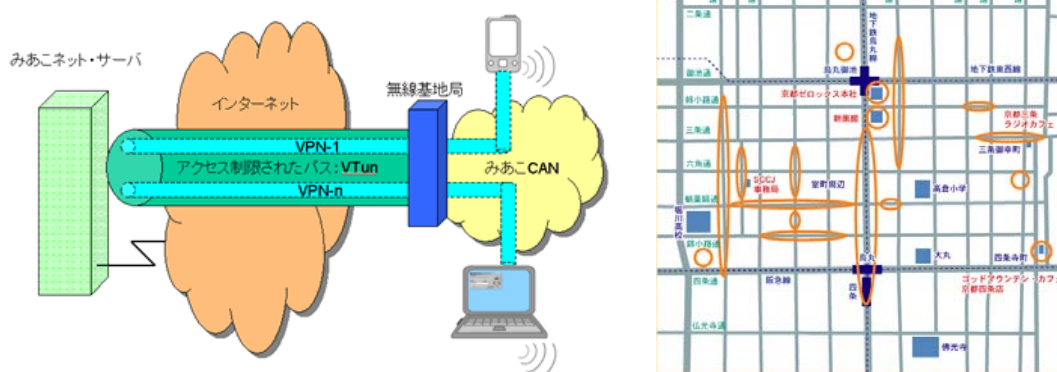 みあこネット・サーバ
インターネット
無線基地局
VPN-1
アクセス制限されたパス:VTun
VPN-n
みあこCAN
二条通
地下鉄烏丸線
烏丸御池
地下鉄東西線
御池通
京都ゼロックス本社
姉小路通
新風館
京都三条
ラジオカフェ
三条通
三条御幸町
六角通
SCCJ
事務局
室町周辺
高倉小学
蛸薬師通
堀川高校
錦小路通
烏丸
大丸
四条寺町
四条通
阪急線
四条
ゴッドマウンテン・カフェ
京都四条店
仏光寺通
佛光寺